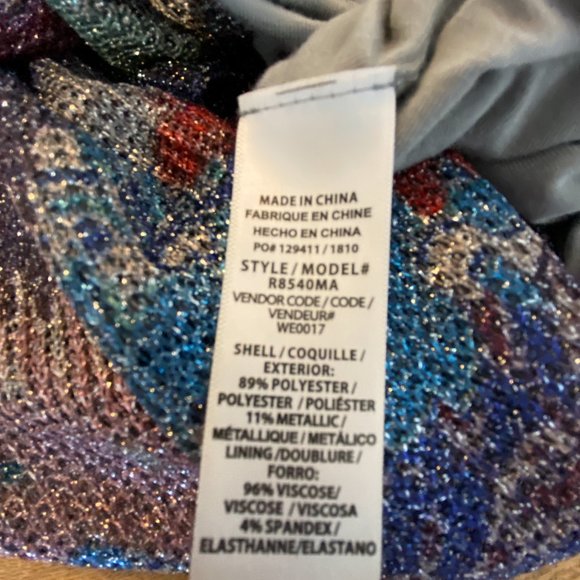 MADE IN CHINA
FABRIQUE EN CHINE
HECHO EN CHINA
PO# 129411 / 1810
STYLE / MODEL#
R8540MA
VENDOR CODE / CODE /
VENDEUR#
WE0017
SHELL / COQUILLE /
EXTERIOR:
89% POLYESTER /
POLYESTER / POLIÉSTER
11% METALLIC /
MÉTALLIQUE / METÁLICO
LINING / DOUBLURE /
FORRO:
96% VISCOSE /
VISCOSE / VISCOSA
4% SPANDEX /
ELASTHANNE/ELASTANO